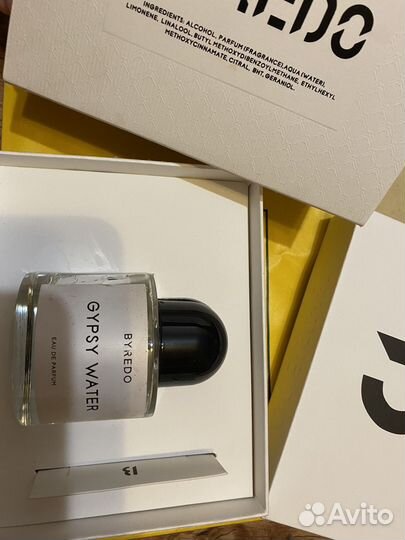 REDO
INGREDIENTS: ALCOHOL, PARFUM (FRAGRANCE), AQUA (WATER),
LIMONENE, LINALOOL, BUTYL METHOXYDIBENZOYLMETHANE, ETHYLHEXYL
METHOXYCINNAMATE, CITRAL, BHT, GERANIOL.
BYREDO
GYPSY WATER
EAU DE PARFUM
Avito